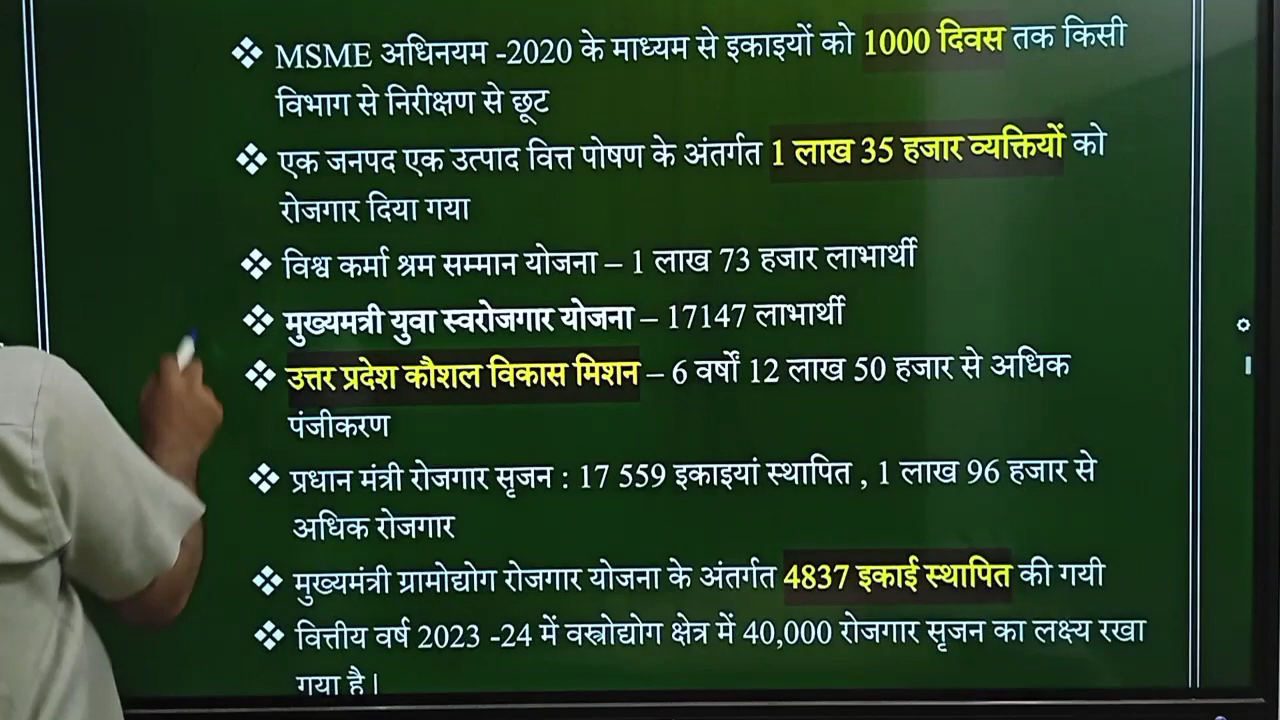 ❖ MSME अधिनयम -2020 के माध्यम से इकाइयों को 1000 दिवस तक किसी
विभाग से निरीक्षण से छूट
❖ एक जनपद एक उत्पाद वित्त पोषण के अंतर्गत 1 लाख 35 हजार व्यक्तियों को
रोजगार दिया गया
❖ विश्व कर्मा श्रम सम्मान योजना – 1 लाख 73 हजार लाभार्थी
❖ मुख्यमत्री युवा स्वरोजगार योजना – 17147 लाभार्थी
❖ उत्तर प्रदेश कौशल विकास मिशन – 6 वर्षों 12 लाख 50 हजार से अधिक
पंजीकरण
❖ प्रधान मंत्री रोजगार सृजन : 17 559 इकाइयां स्थापित , 1 लाख 96 हजार से
अधिक रोजगार
❖ मुख्यमंत्री ग्रामोद्योग रोजगार योजना के अंतर्गत 4837 इकाई स्थापित की गयी
❖ वित्तीय वर्ष 2023 -24 में वस्त्रोद्योग क्षेत्र में 40,000 रोजगार सृजन का लक्ष्य रखा
गया है |